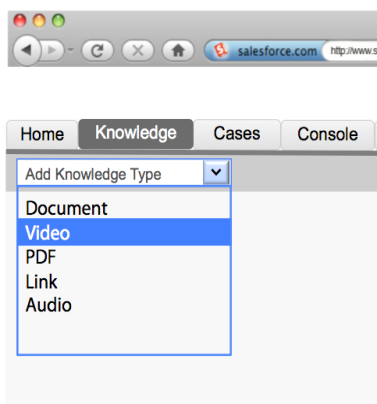 salesforce.com http://www.s
Home Knowledge Cases Console
Add Knowledge Type
Document
Video
PDF
Link
Audio